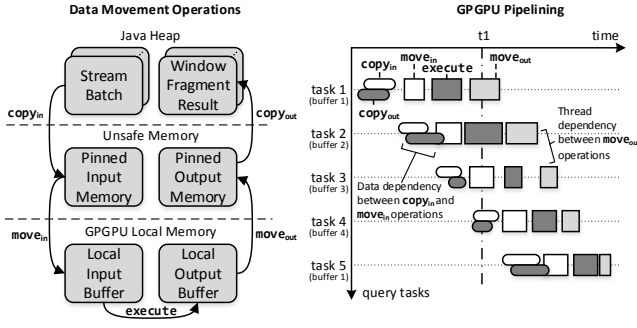 Data Movement Operations
Java Heap
Stream
Batch
Window
Fragment
Result
copyin
copyout
Unsafe Memory
Pinned
Input
Memory
Pinned
Output
Memory
movein
moveout
GPGPU Local Memory
Local
Input
Buffer
Local
Output
Buffer
execute
GPGPU Pipelining
t1
time
copyin
movein
execute
moveout
task 1
(buffer 1)
copyout
task 2
(buffer 2)
Thread
dependency
between moveout
operations
task 3
(buffer 3)
Data dependency
between copyin and
movein operations
task 4
(buffer 4)
task 5
(buffer 1)
query tasks